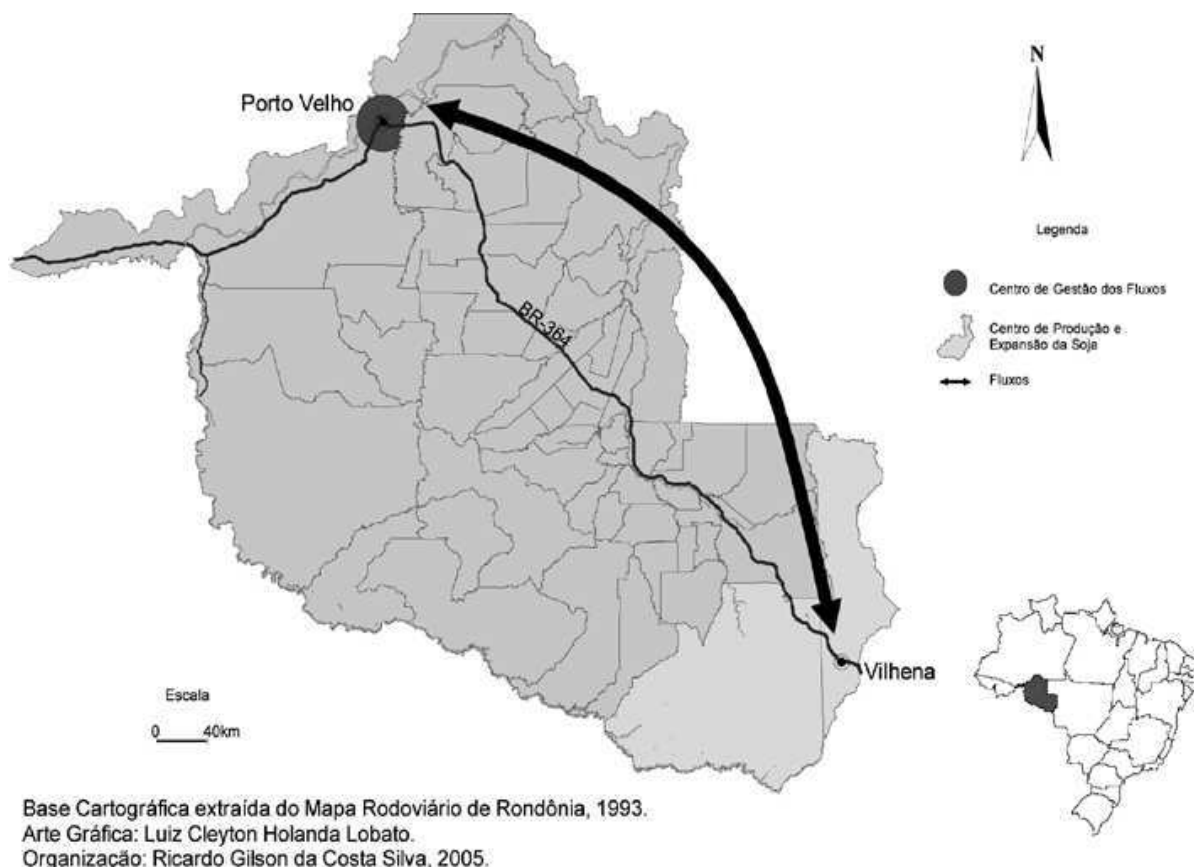 N
Porto Velho
Legenda
Centro de Gestão dos Fluxos
Centro de Produção e
Expansão da Soja
Fluxos
BR-364
Vilhena
Escala
0 40km
Base Cartográfica extraída do Mapa Rodoviário de Rondônia, 1993.
Arte Gráfica: Luiz Cleyton Holanda Lobato.
Organização: Ricardo Gilson da Costa Silva, 2005.